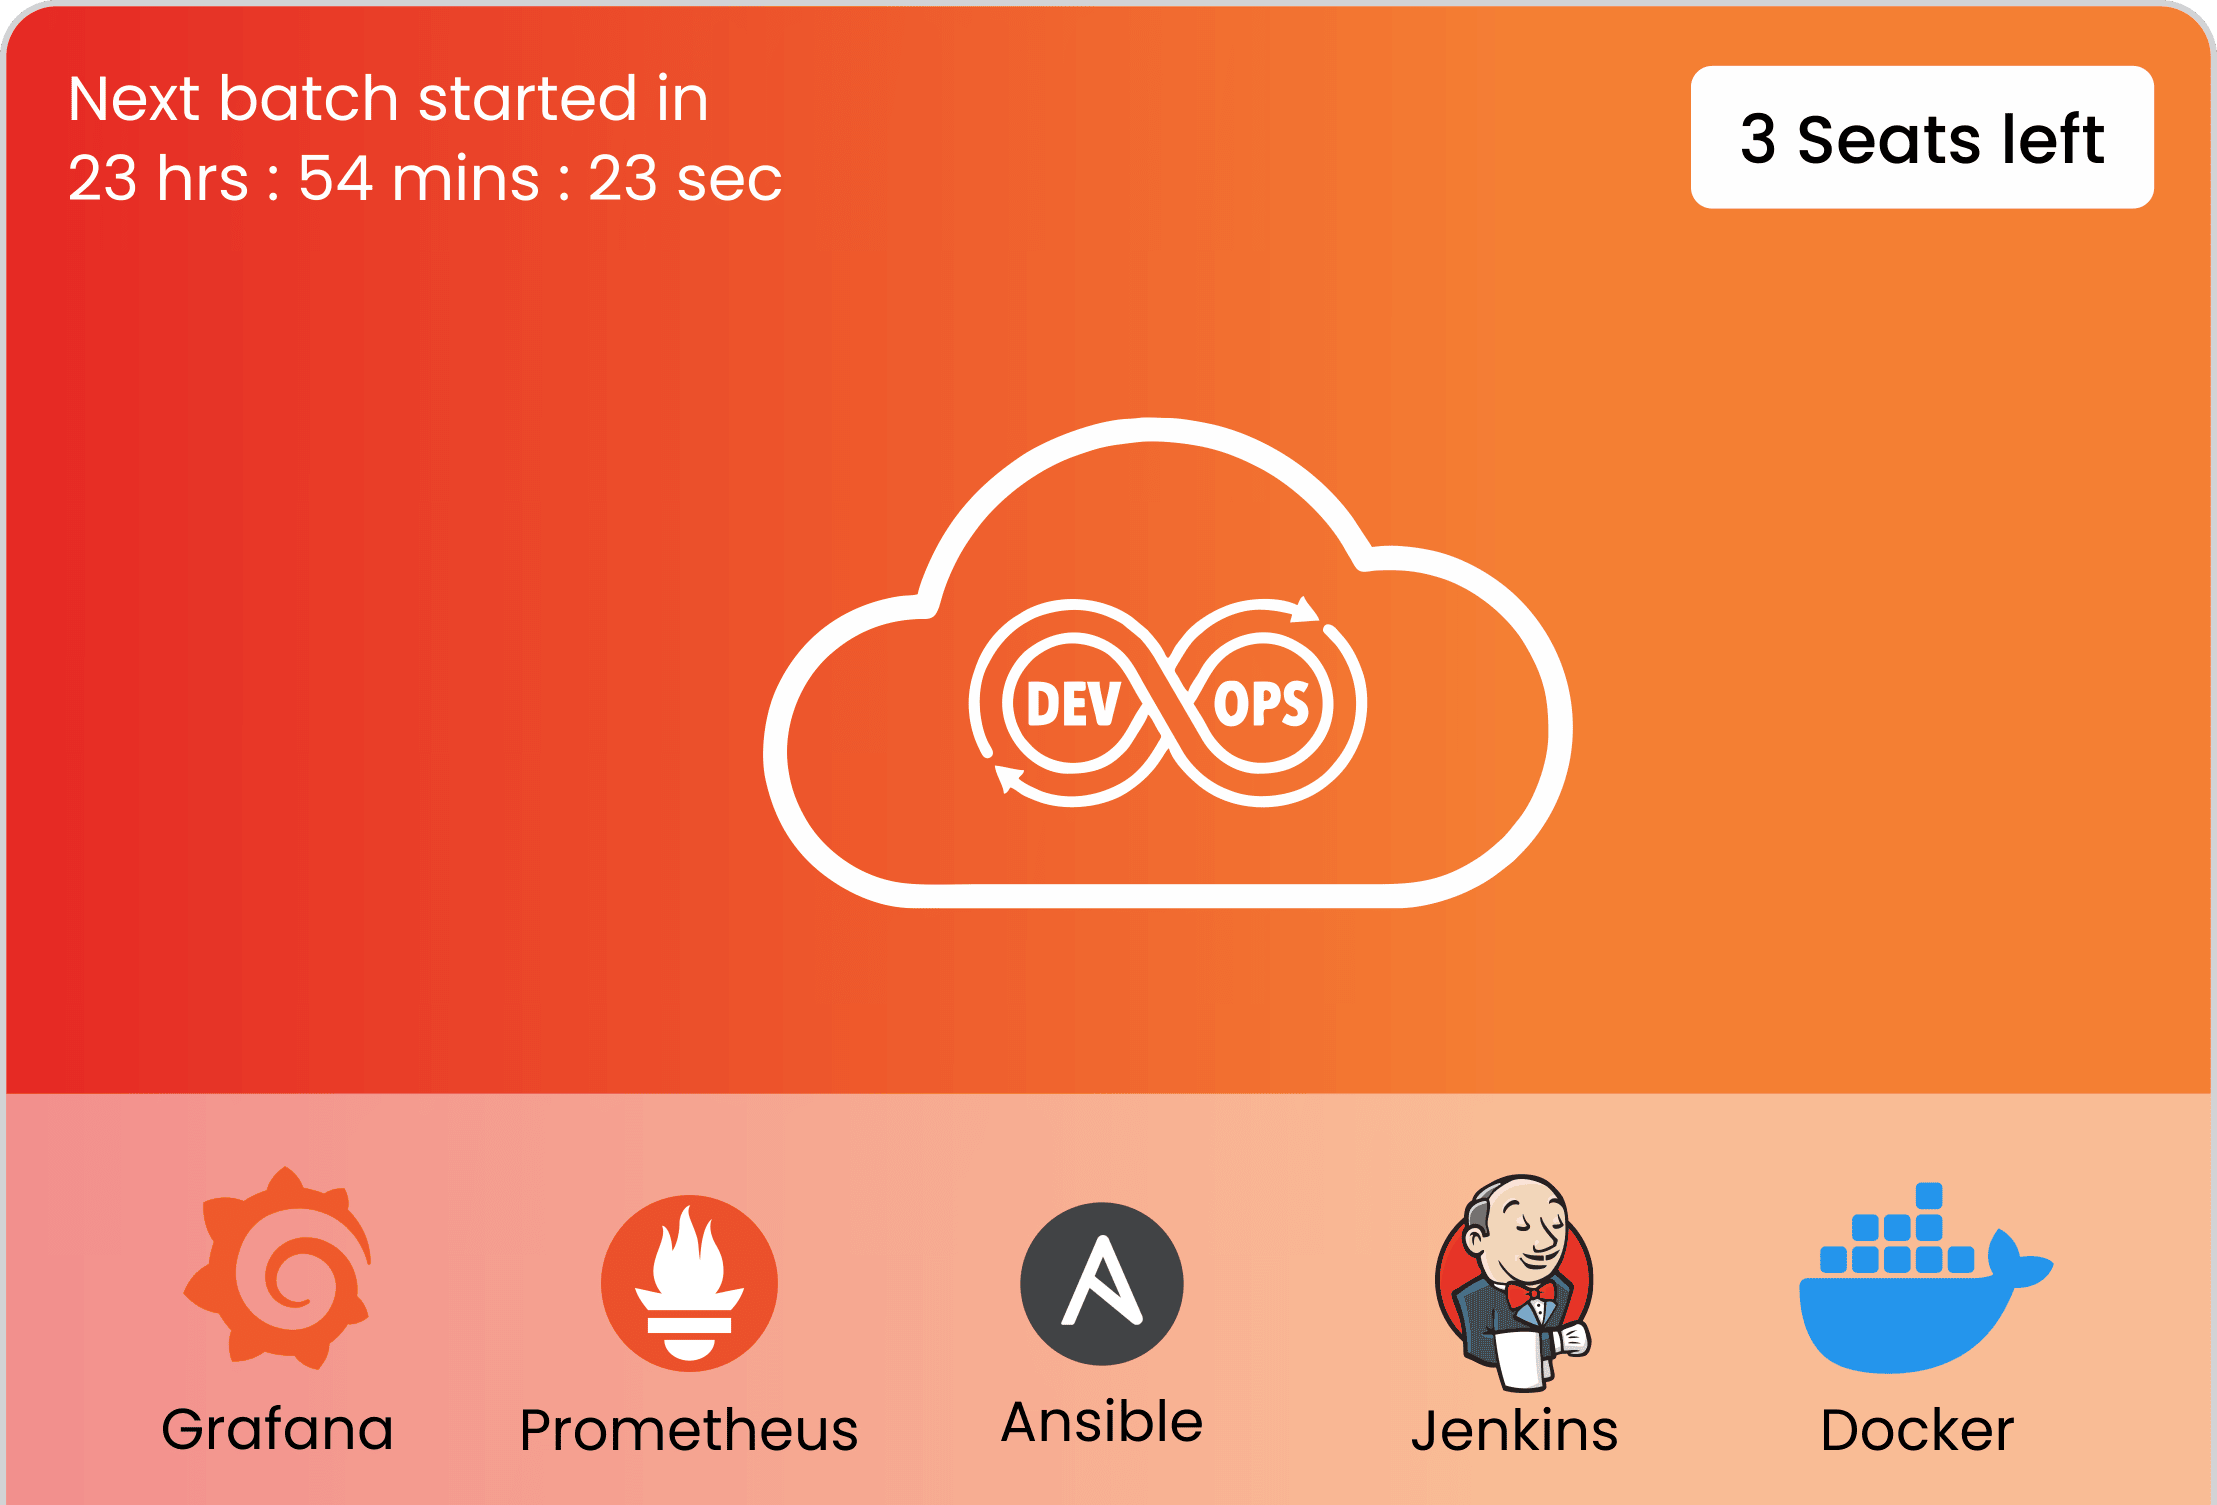 Next batch started in
23 hrs : 54 mins : 23 sec
3 Seats left
DEV OPS
Grafana
Prometheus
Ansible
Jenkins
Docker